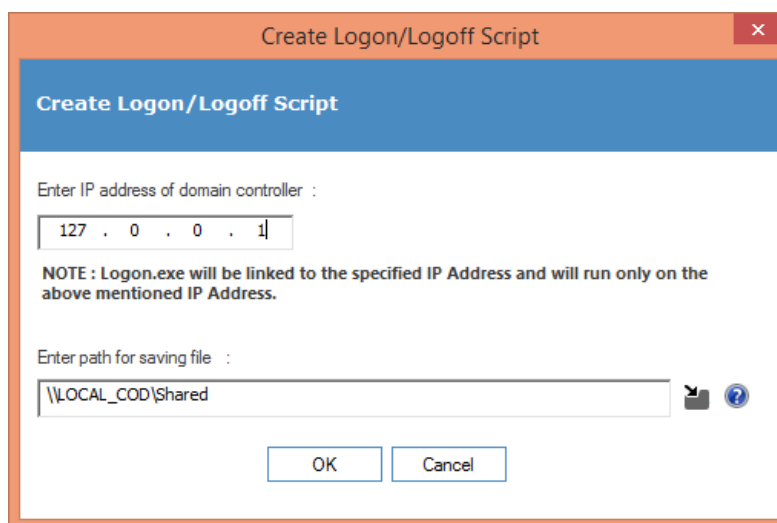 Create Logon/Logoff Script
Create Logon/Logoff Script
Enter IP address of domain controller :
127 . 0 . 0 . 1
NOTE : Logon.exe will be linked to the specified IP Address and will run only on the
above mentioned IP Address.
Enter path for saving file :
\\LOCAL_COD\Shared
OK Cancel